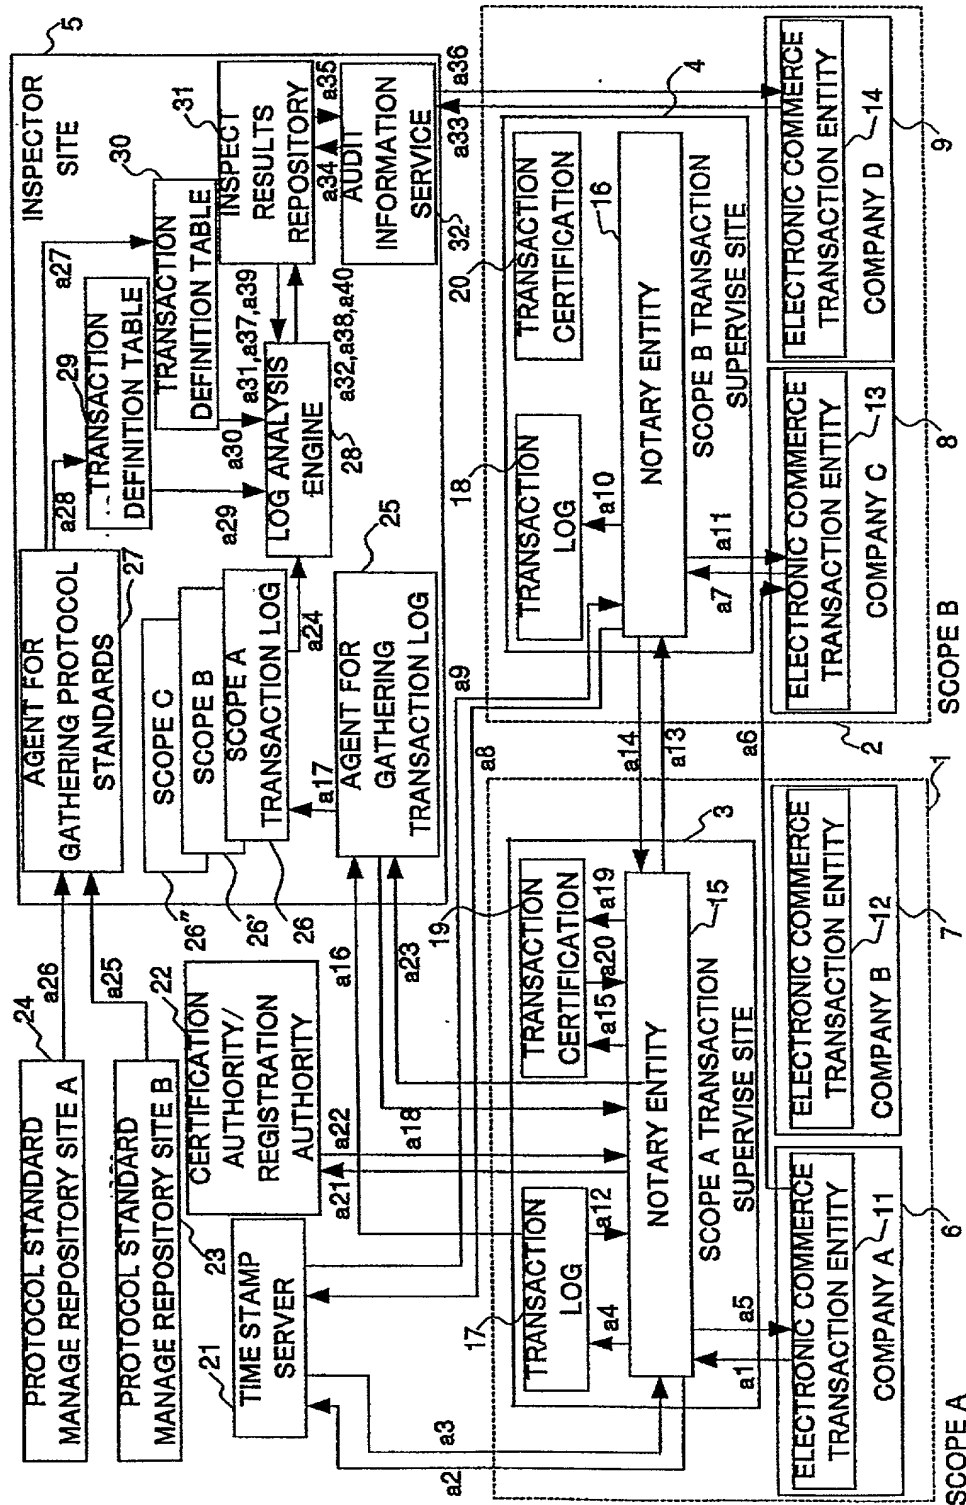 PROTOCOL STANDARD
MANAGE REPOSITORY SITE A
24
a26
PROTOCOL STANDARD
MANAGE REPOSITORY SITE B
23
a25
INSPECTOR
SITE
5
AGENT FOR
GATHERING PROTOCOL
STANDARDS
27
a28
a27
29
TRANSACTION
DEFINITION TABLE
30
TRANSACTION
DEFINITION TABLE
a29
a30
SCOPE C
SCOPE B
SCOPE A
TRANSACTION LOG
26"
26'
26
a24
a17
LOG ANALYSIS
ENGINE
28
a31,a37,a39
a32,a38,a40
31
INSPECT
RESULTS
REPOSITORY
a34
a35
AUDIT
INFORMATION
SERVICE
32
a33
a36
AGENT FOR
GATHERING
TRANSACTION LOG
25
a16
a23
a18
21
TIME STAMP
SERVER
22
CERTIFICATION
AUTHORITY/
REGISTRATION
AUTHORITY
a21
a22
a2
a3
a8
a9
17
TRANSACTION
LOG
a4
a12
19
TRANSACTION
CERTIFICATION
a15
a20
a19
NOTARY ENTITY
15
SCOPE A TRANSACTION
SUPERVISE SITE
3
a14
a13
a1
a5
ELECTRONIC COMMERCE
TRANSACTION ENTITY
11
COMPANY A
6
ELECTRONIC COMMERCE
TRANSACTION ENTITY
12
COMPANY B
7
SCOPE A
1
18
TRANSACTION
LOG
a10
20
TRANSACTION
CERTIFICATION
16
NOTARY ENTITY
SCOPE B TRANSACTION
SUPERVISE SITE
4
a6
a7
a11
ELECTRONIC COMMERCE
TRANSACTION ENTITY
13
COMPANY C
8
ELECTRONIC COMMERCE
TRANSACTION ENTITY
14
COMPANY D
9
SCOPE B
2